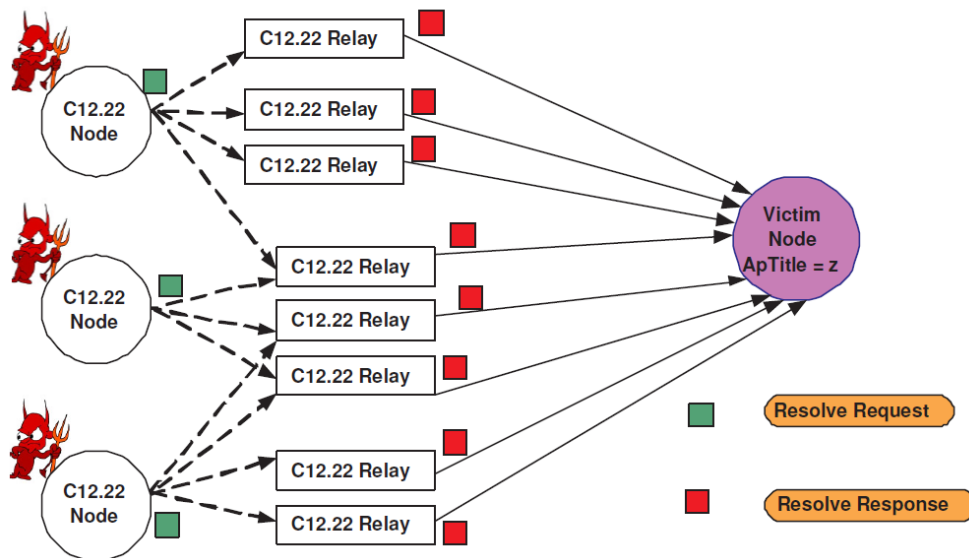 C12.22 Relay
C12.22
Node
C12.22 Relay
C12.22 Relay
Victim
Node
ApTitle = z
C12.22 Relay
C12.22
Node
C12.22 Relay
C12.22 Relay
Resolve Request
C12.22 Relay
C12.22
Node
C12.22 Relay
Resolve Response